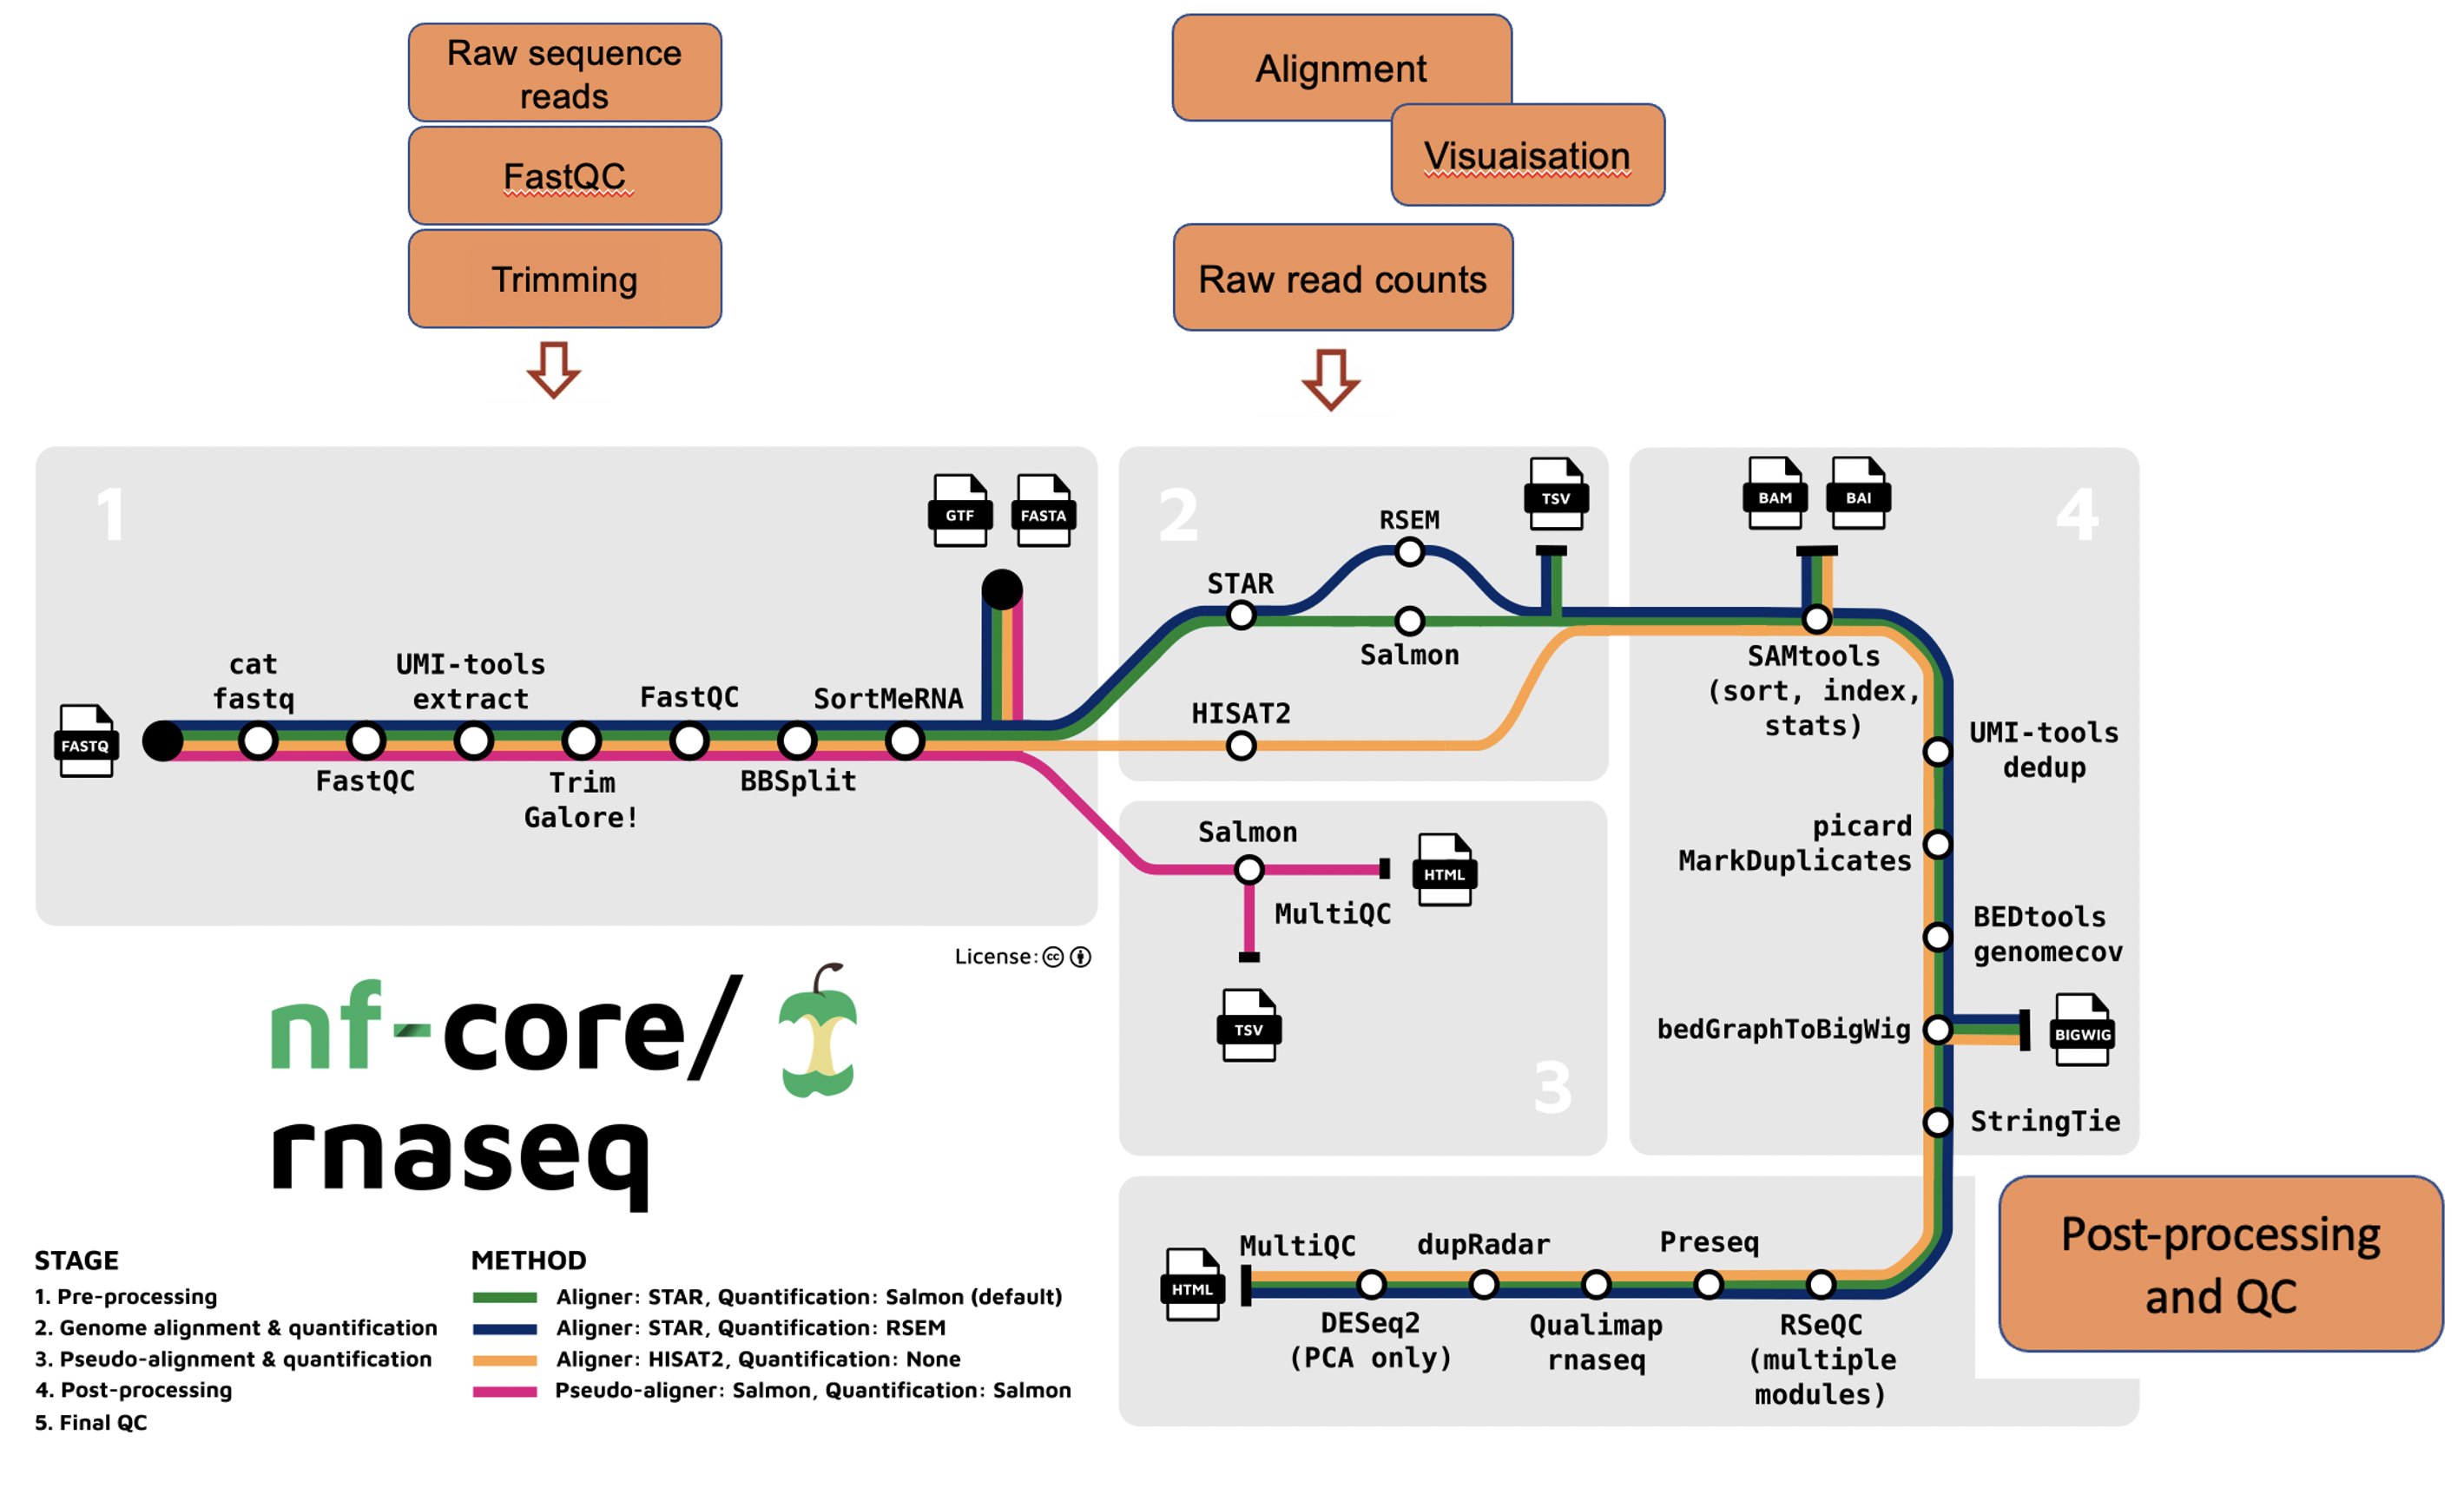 Raw sequence
reads
FastQC
Trimming
Alignment
Visuaisation
Raw read counts
1
GTF
FASTA
FASTQ
cat
fastq
FastQC
UMI-tools
extract
Trim
Galore!
FastQC
BBSplit
SortMeRNA
2
STAR
RSEM
Salmon
HISAT2
TSV
3
Salmon
MultiQC
HTML
TSV
4
BAM
BAI
SAMtools
(sort, index,
stats)
UMI-tools
dedup
picard
MarkDuplicates
BEDtools
genomecov
bedGraphToBigWig
BIGWIG
StringTie
Post-processing
and QC
RSeQC
(multiple
modules)
Preseq
Qualimap
rnaseq
dupRadar
DESeq2
(PCA only)
MultiQC
HTML
License: cc
nf-core/
rnaseq
STAGE
1. Pre-processing
2. Genome alignment & quantification
3. Pseudo-alignment & quantification
4. Post-processing
5. Final QC
METHOD
Aligner: STAR, Quantification: Salmon (default)
Aligner: STAR, Quantification: RSEM
Aligner: HISAT2, Quantification: None
Pseudo-aligner: Salmon, Quantification: Salmon